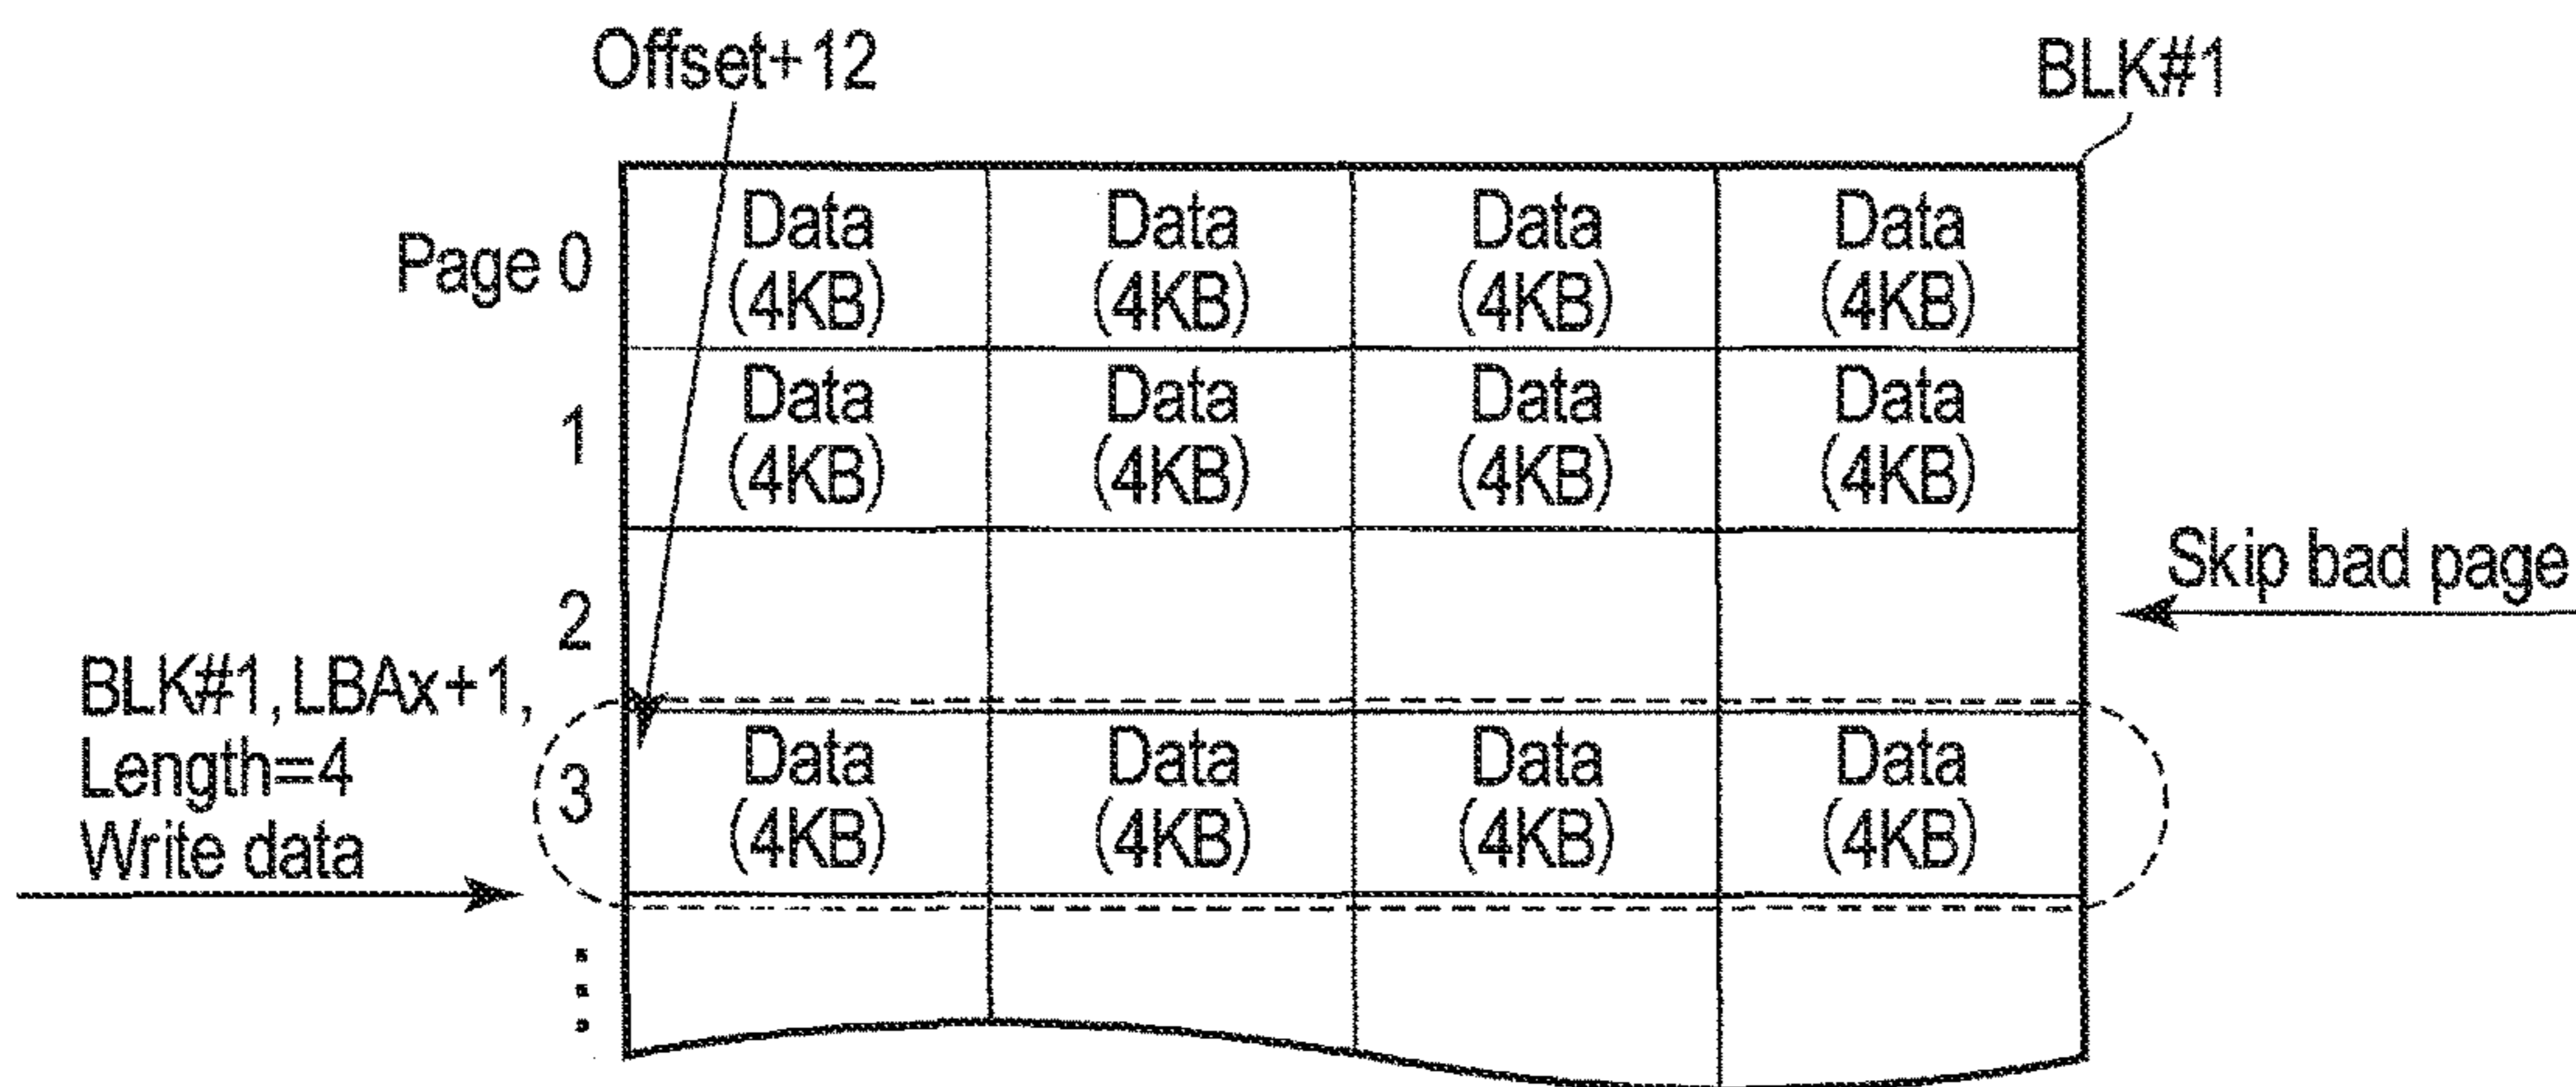 Offset+12
BLK#1
Page 0
Data Data Data Data
(4KB) (4KB) (4KB) (4KB)
1
Data Data Data Data
(4KB) (4KB) (4KB) (4KB)
2
Skip bad page
BLK#1, LBAx+1,
Length=4
Write data
3
Data Data Data Data
(4KB) (4KB) (4KB) (4KB)